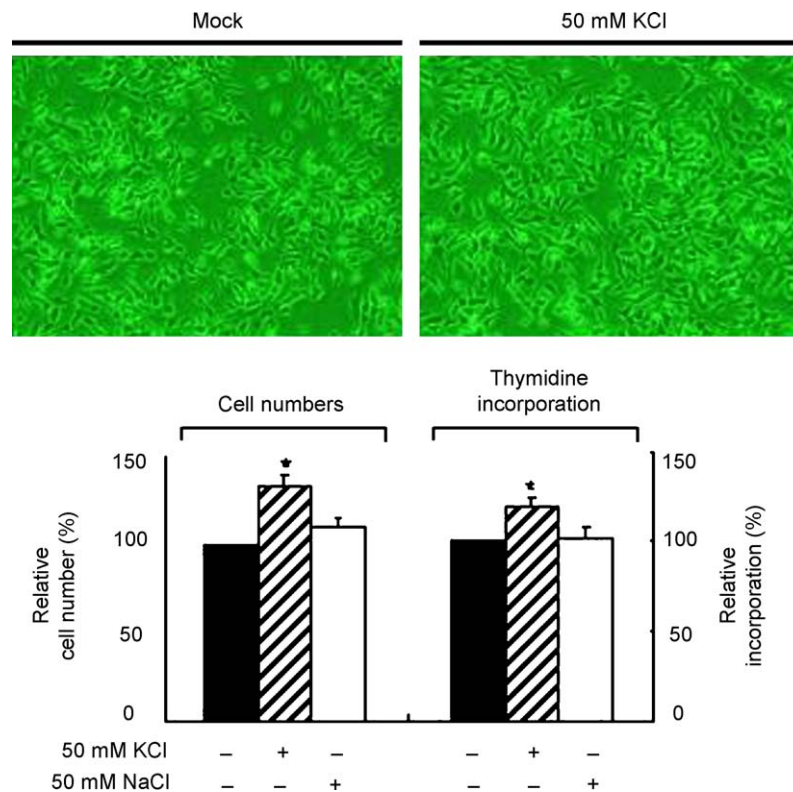 Mock
50 mM KCl
Cell numbers
Thymidine
incorporation
Relative
cell number (%)
150
100
50
0
*
*
150
100
50
0
Relative
incorporation (%)
50 mM KCl – + – – + –
50 mM NaCl – – + – – +